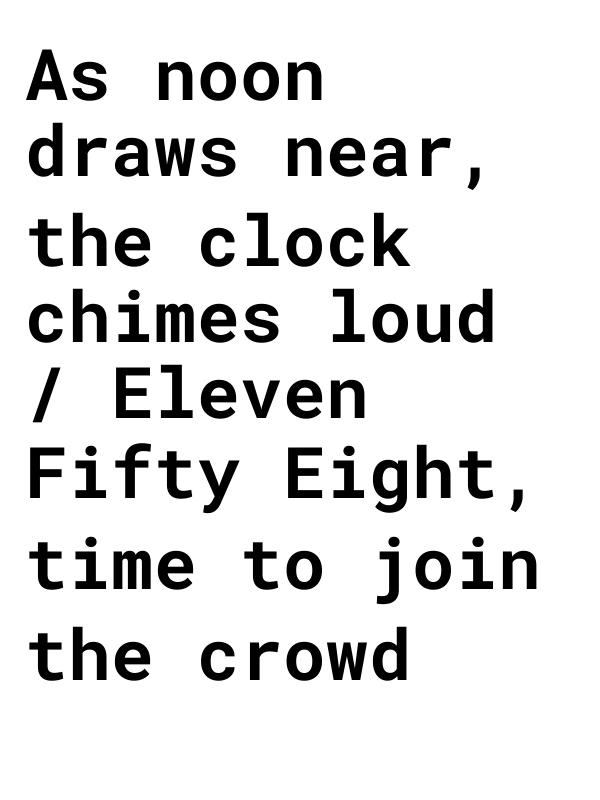 As noon
draws near,
the clock
chimes loud
/ Eleven
Fifty Eight,
time to join
the crowd